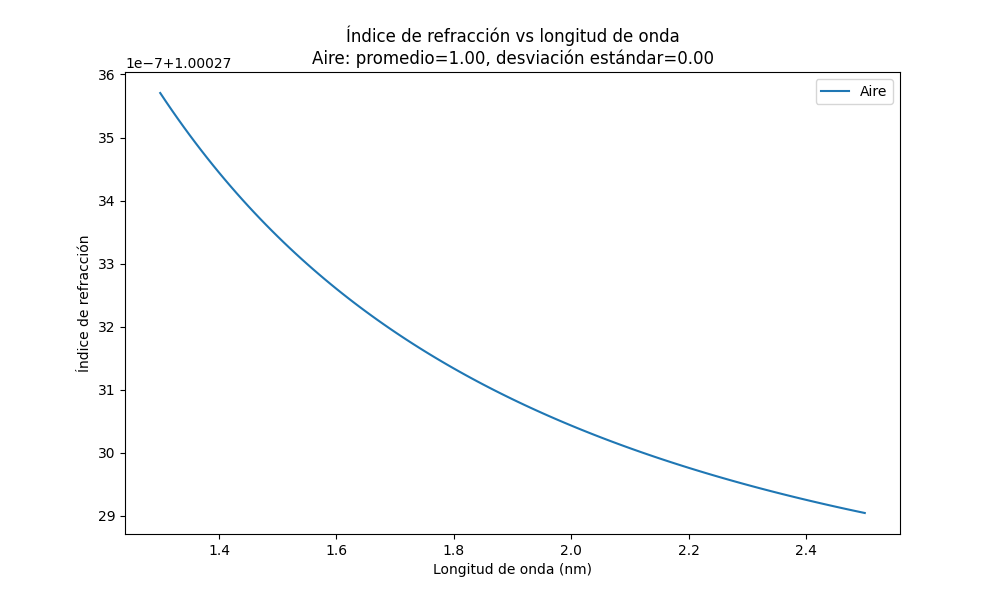 Índice de refracción vs longitud de onda
Aire: promedio=1.00, desviación estándar=0.00
1e-7+1.00027
Aire
36
35
34
33
32
31
30
29
Índice de refracción
1.4 1.6 1.8 2.0 2.2 2.4
Longitud de onda (nm)